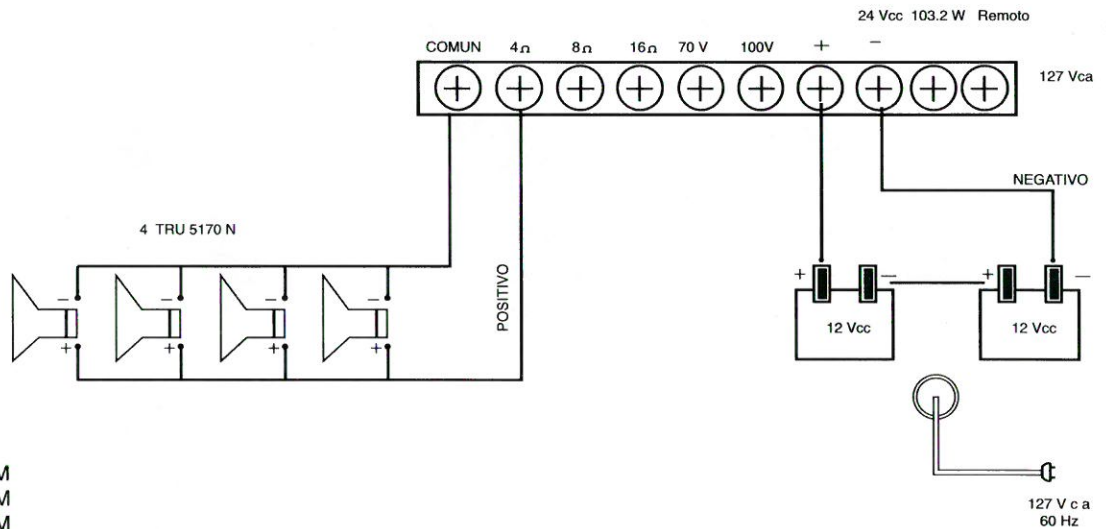 24 Vcc 103.2 W Remoto
COMUN 4Ω 8Ω 16Ω 70 V 100V + −
127 Vca
NEGATIVO
4 TRU 5170 N
POSITIVO
− − − −
+ + + +
+ − + −
12 Vcc 12 Vcc
M
M
M
127 V c a
60 Hz